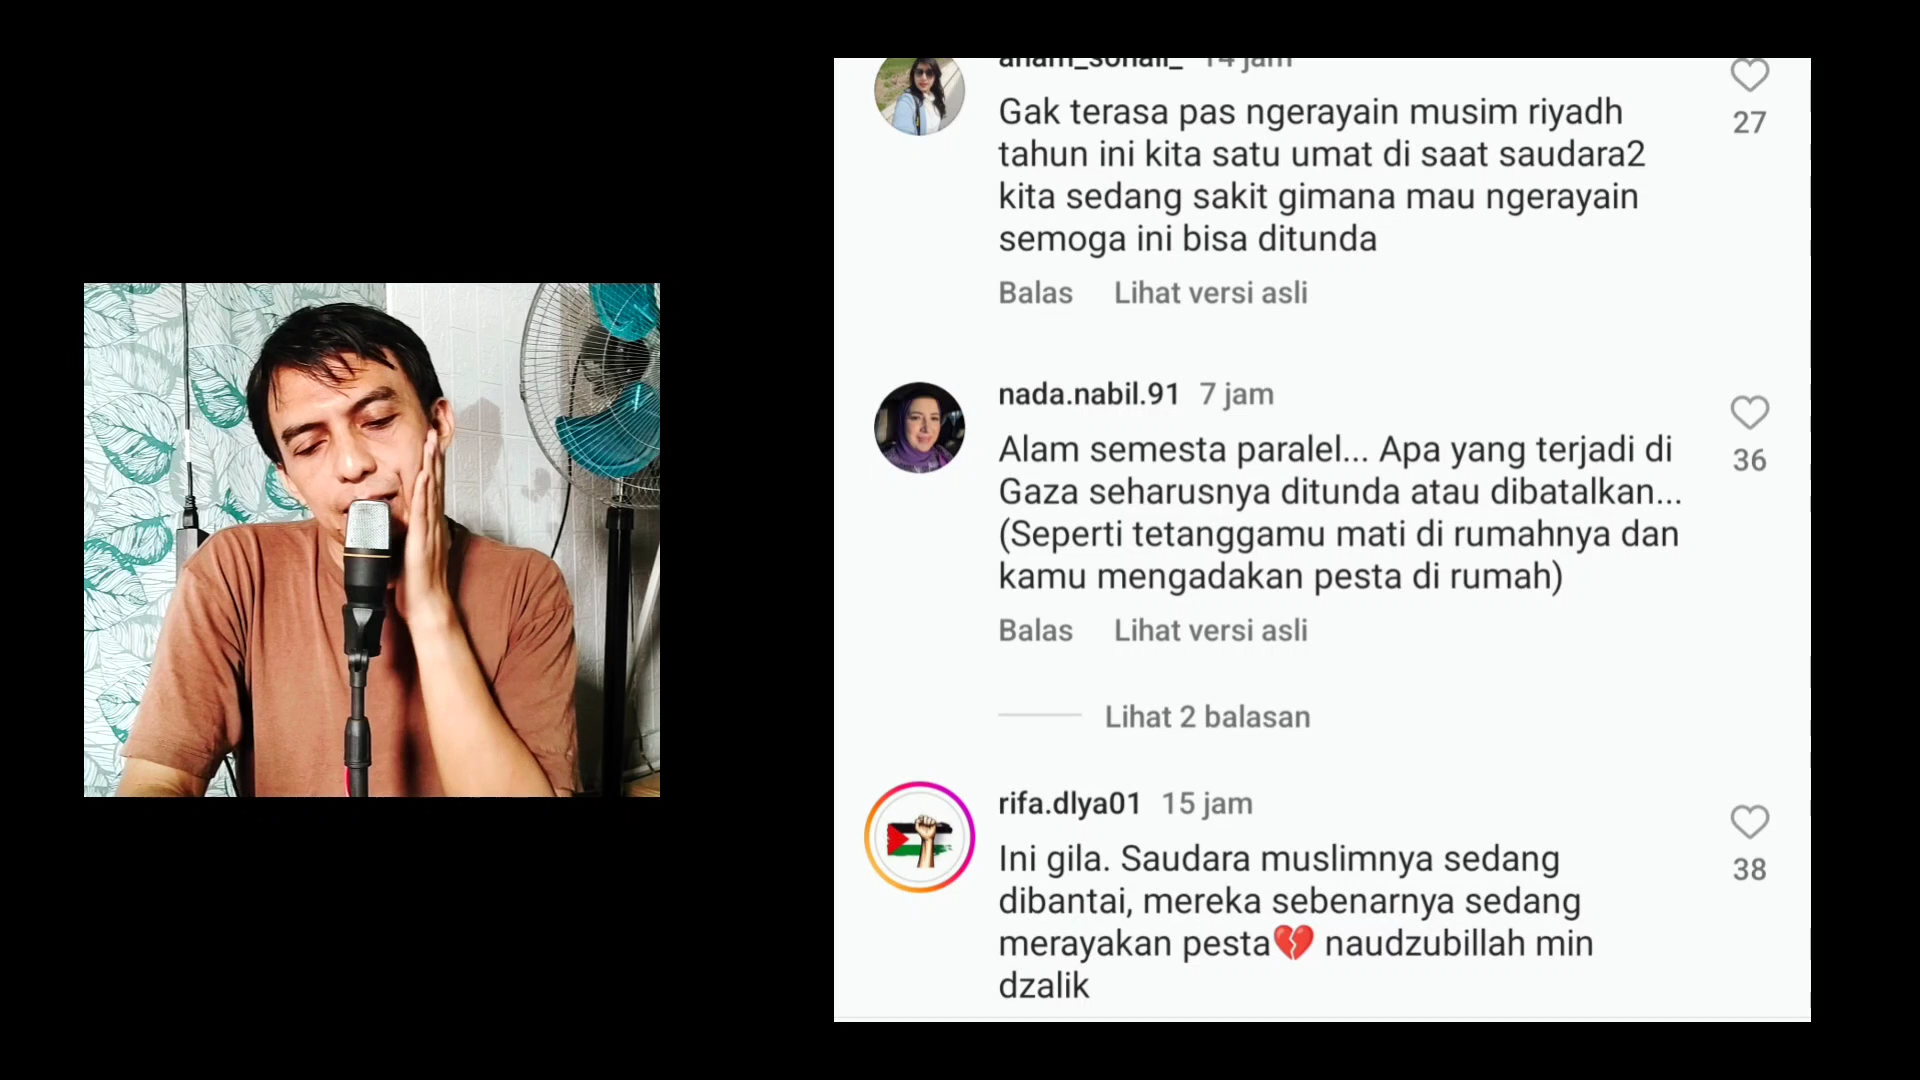 anam_sohail_ 14 jam
Gak terasa pas ngerayain musim riyadh
27
tahun ini kita satu umat di saat saudara2
kita sedang sakit gimana mau ngerayain
semoga ini bisa ditunda
Balas Lihat versi asli
nada.nabil.91 7 jam
Alam semesta paralel... Apa yang terjadi di
36
Gaza seharusnya ditunda atau dibatalkan...
(Seperti tetanggamu mati di rumahnya dan
kamu mengadakan pesta di rumah)
Balas Lihat versi asli
Lihat 2 balasan
rifa.dlya01 15 jam
Ini gila. Saudara muslimnya sedang
38
dibantai, mereka sebenarnya sedang
merayakan pesta💔 naudzubillah min
dzalik